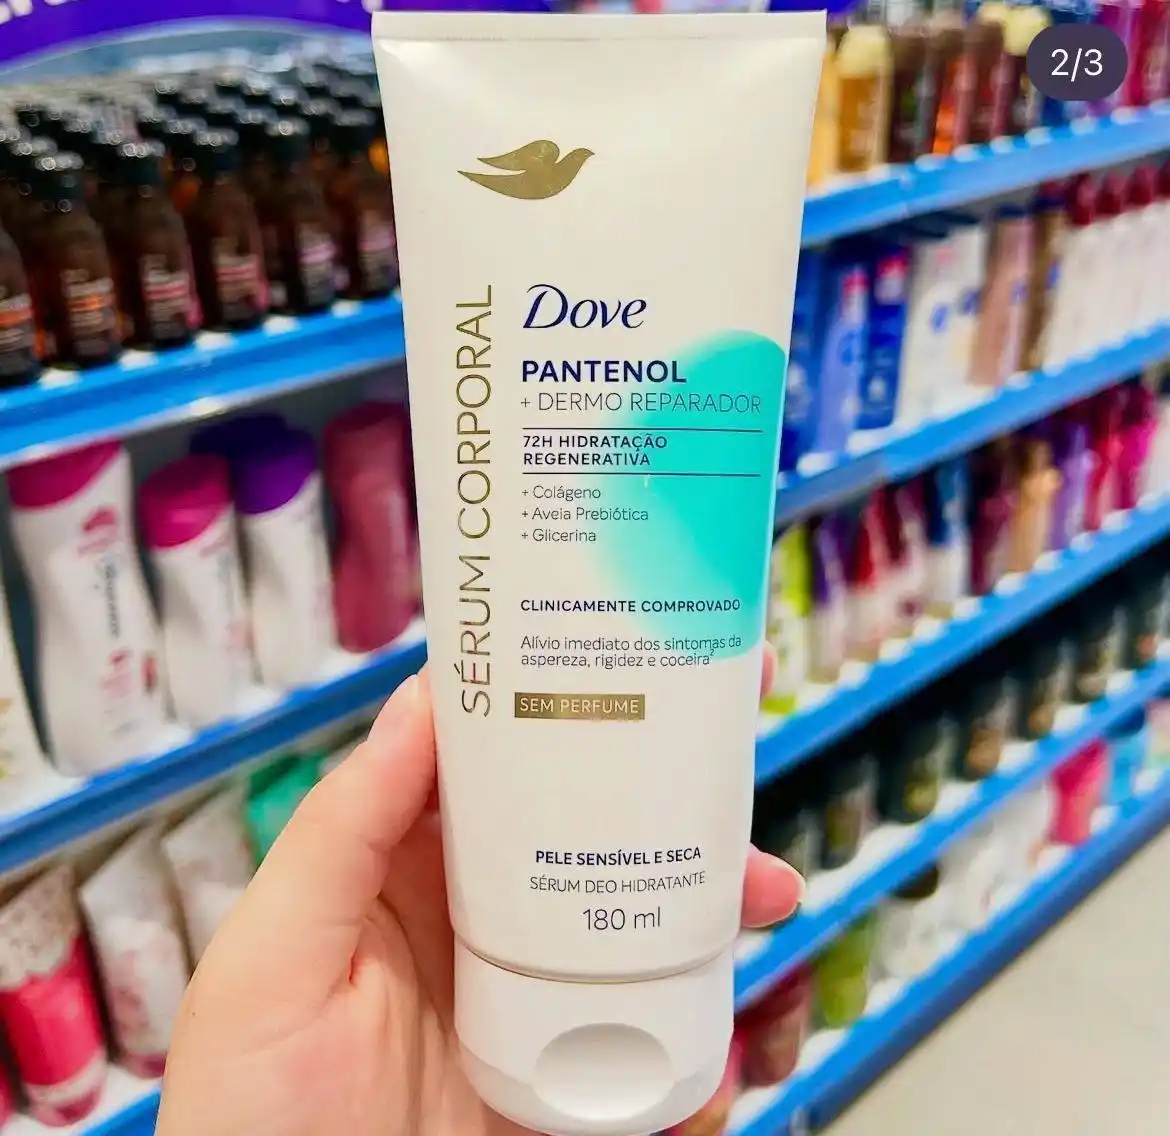 2/3
SÉRUM CORPORAL
Dove
PANTENOL
+ DERMO REPARADOR
72H HIDRATAÇÃO
REGENERATIVA
+ Colágeno
+ Aveia Prebiótica
+ Glicerina
CLINICAMENTE COMPROVADO
Alívio imediato dos sintomas da
aspereza, rigidez e coceira²
SEM PERFUME
PELE SENSÍVEL E SECA
SÉRUM DEO HIDRATANTE
180 ml